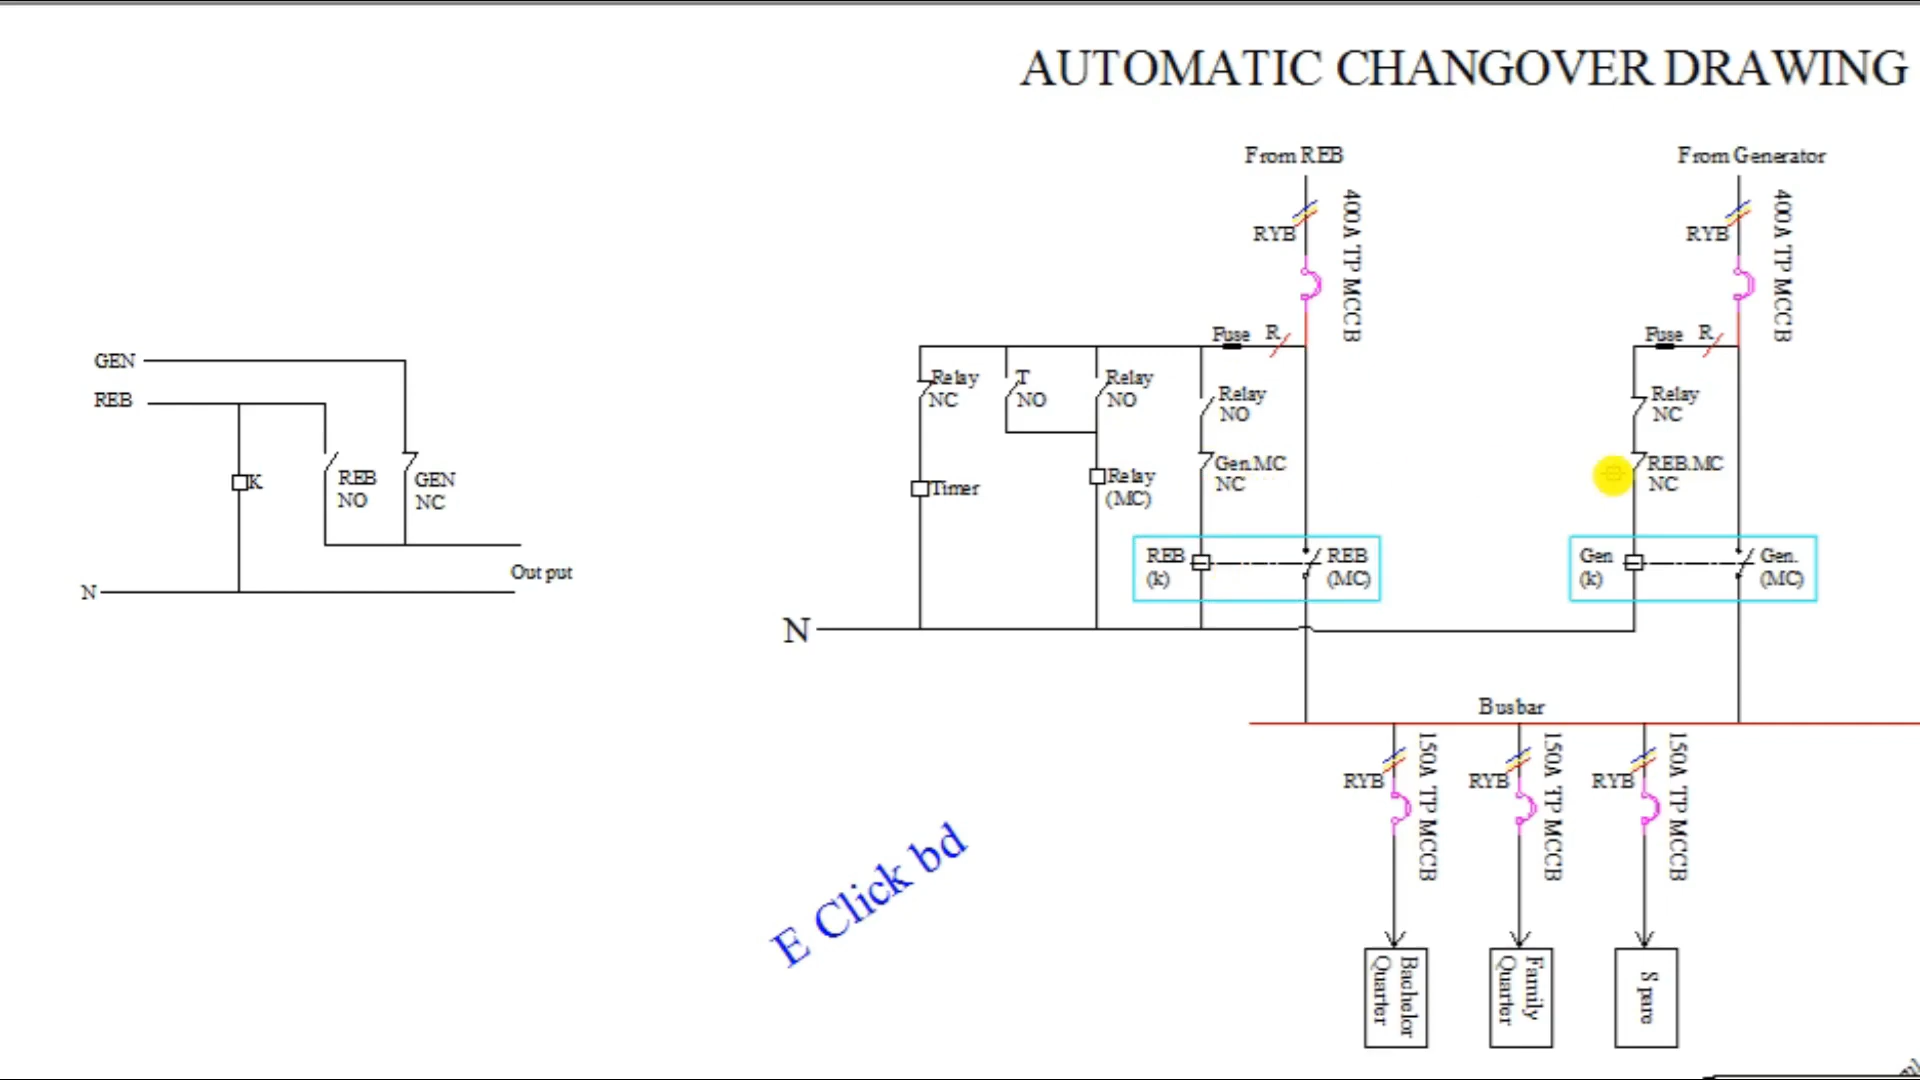 AUTOMATIC CHANGOVER DRAWING
From REB
From Generator
400A TP MCCB
400A TP MCCB
RYB
RYB
Fuse R
Fuse R
GEN
REB
K
REB
NO
GEN
NC
Output
N
Relay
NC
T
NO
Relay
NO
Relay
NO
Gen.MC
NC
Timer
Relay
(MC)
REB
(k)
REB
(MC)
Relay
NC
REB.MC
NC
Gen
(k)
Gen.
(MC)
N
Busbar
RYB
150A TP MCCB
RYB
150A TP MCCB
RYB
150A TP MCCB
E Click bd
Bachelor
Quarter
Family
Quarter
Spare